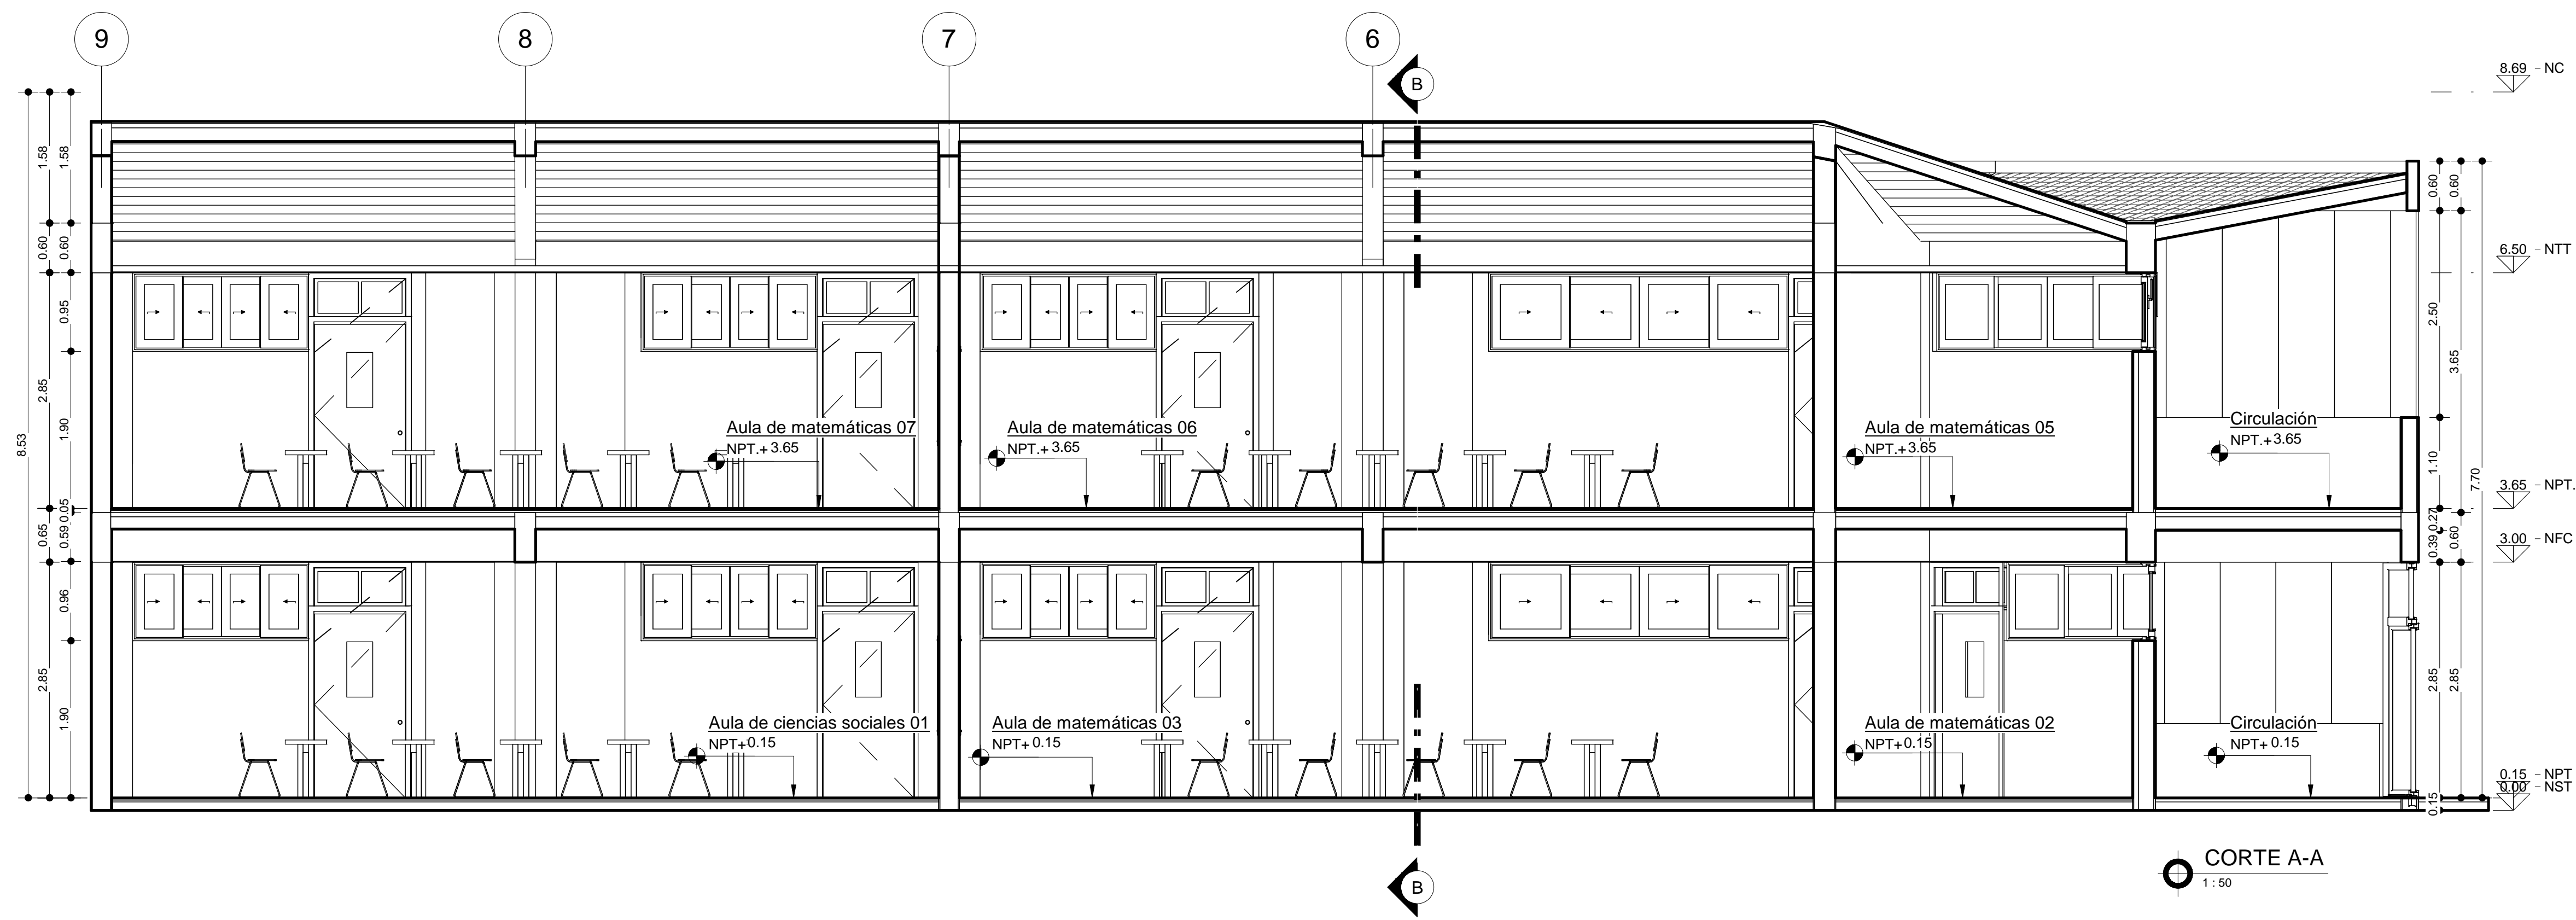 9
8
7
6
B
8.69 - NC
6.50 - NTT
3.65 - NPT.
3.00 - NFC
0.15 - NPT
0.00 - NST
8.53
1.58
0.60
2.85
0.65
2.85
1.58
0.60
0.95
1.90
0.05
0.59
0.96
1.90
Aula de matemáticas 07
NPT.+3.65
Aula de matemáticas 06
NPT.+3.65
Aula de matemáticas 05
NPT.+3.65
Circulación
NPT.+3.65
Aula de ciencias sociales 01
NPT+0.15
Aula de matemáticas 03
NPT+0.15
Aula de matemáticas 02
NPT+0.15
Circulación
NPT+0.15
0.60
2.50
1.10
0.27
0.39
2.85
0.15
0.60
3.65
0.60
2.85
7.70
B
CORTE A-A
1 : 50